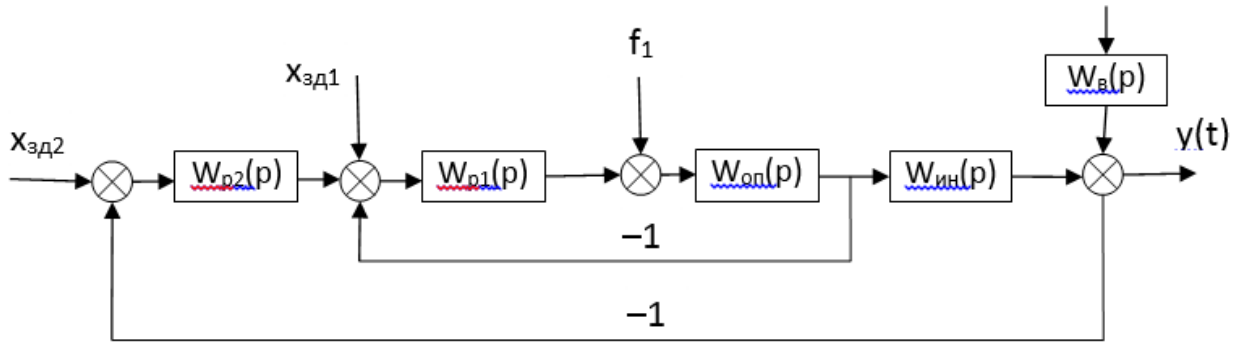 f₁
xзд1
Wв(p)
xзд2
y(t)
Wр2(p)
Wр1(p)
Wоп(p)
Wин(p)
–1
–1